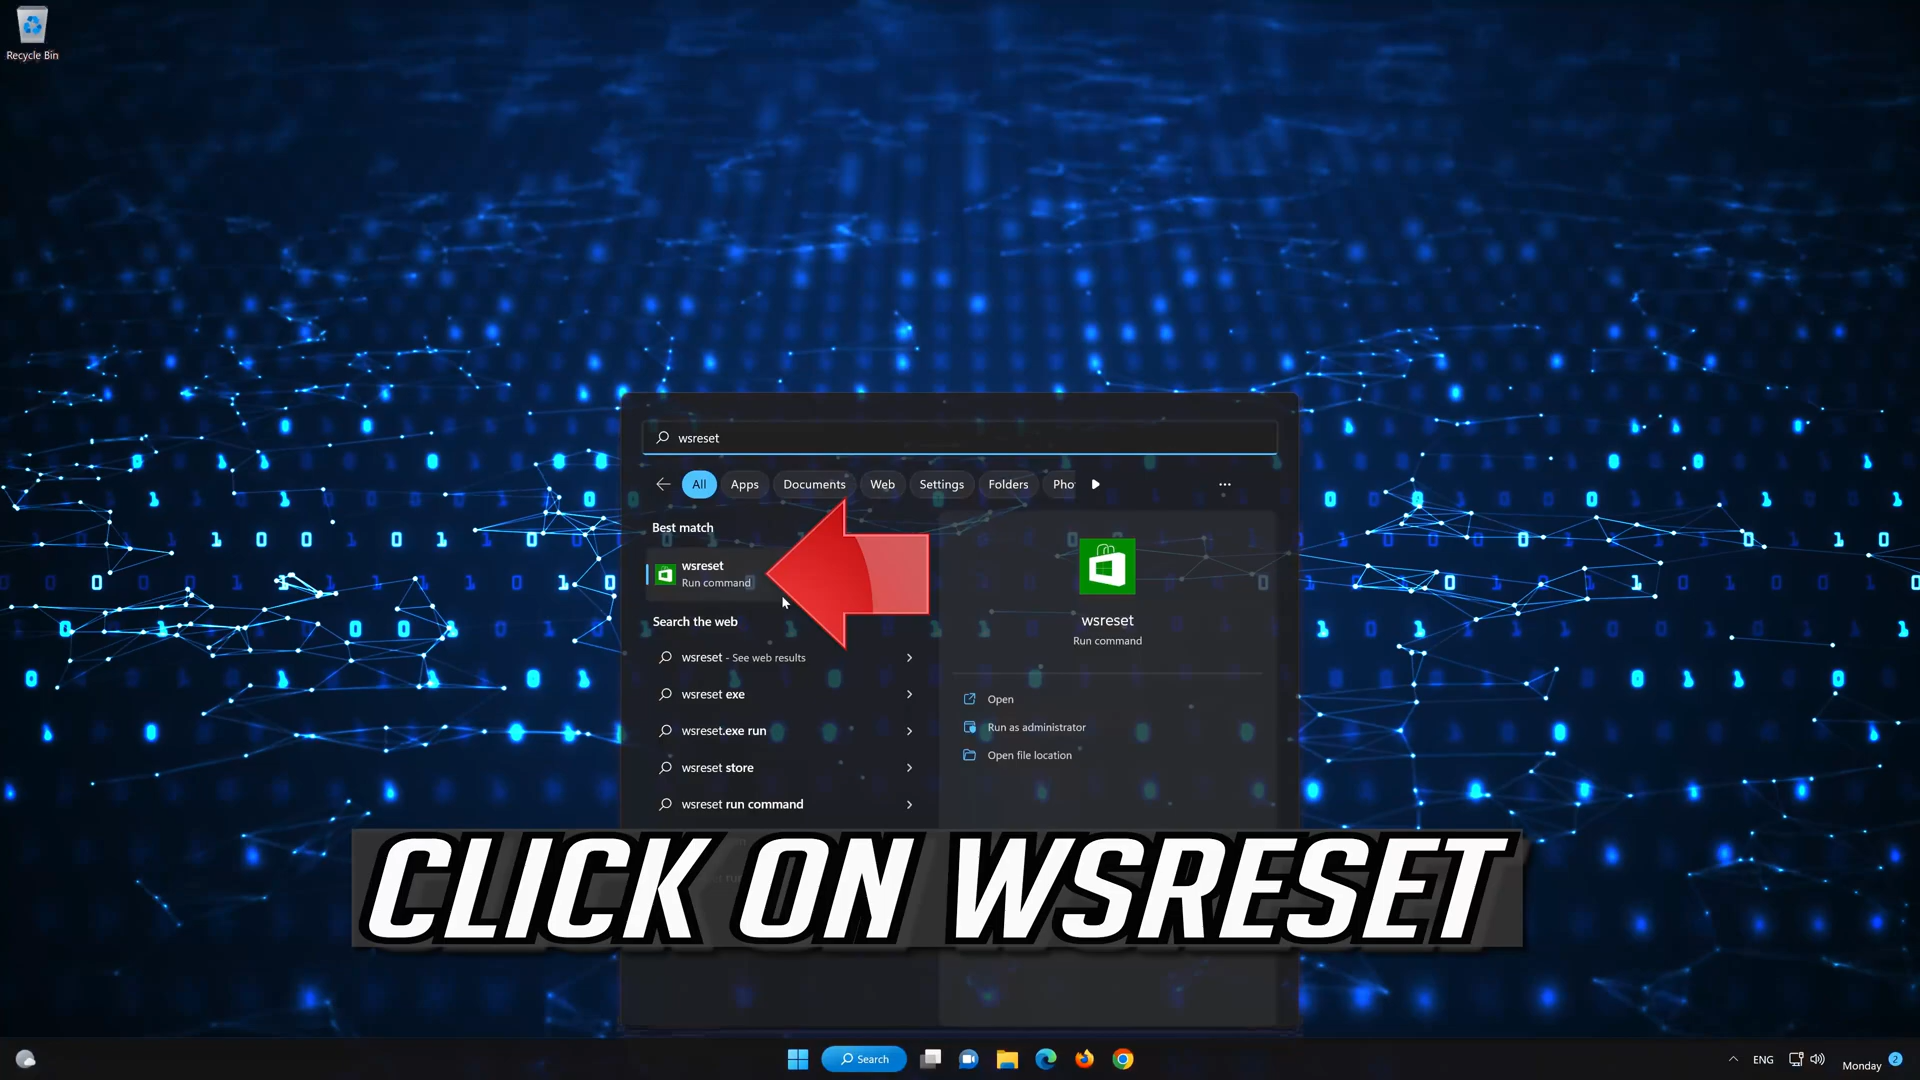 Recycle Bin
wsreset
All Apps Documents Web Settings Folders Pho
Best match
wsreset
Run command
Search the web
wsreset - See web results
wsreset exe
wsreset.exe run
wsreset store
wsreset run command
wsreset
Run command
Open
Run as administrator
Open file location
CLICK ON WSRESET
Search
ENG
Monday
2